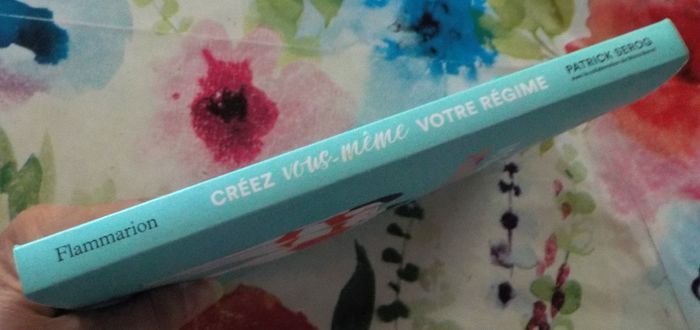 Flammarion
CRÉEZ vous-même VOTRE RÉGIME
PATRICK SEROG